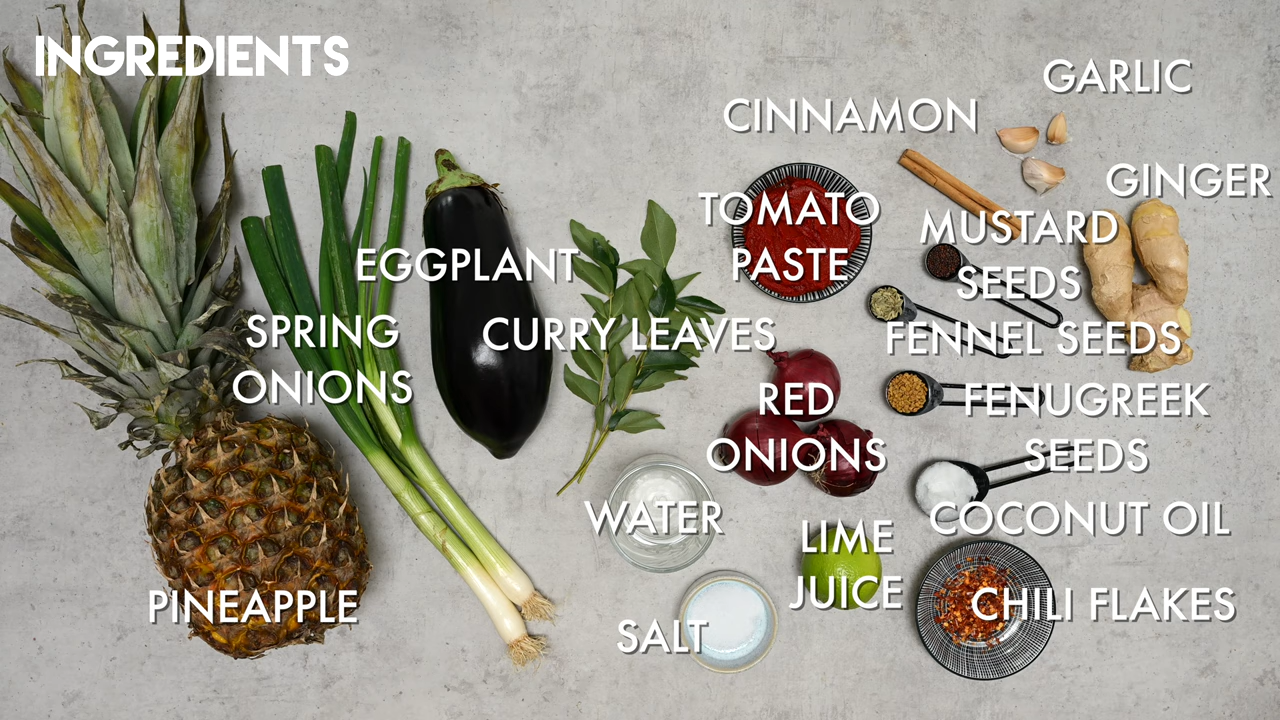 INGREDIENTS
GARLIC
CINNAMON
GINGER
TOMATO
PASTE
MUSTARD
SEEDS
EGGPLANT
SPRING
ONIONS
CURRY LEAVES
FENNEL SEEDS
RED
ONIONS
FENUGREEK
SEEDS
WATER
LIME
JUICE
COCONUT OIL
PINEAPPLE
SALT
CHILI FLAKES